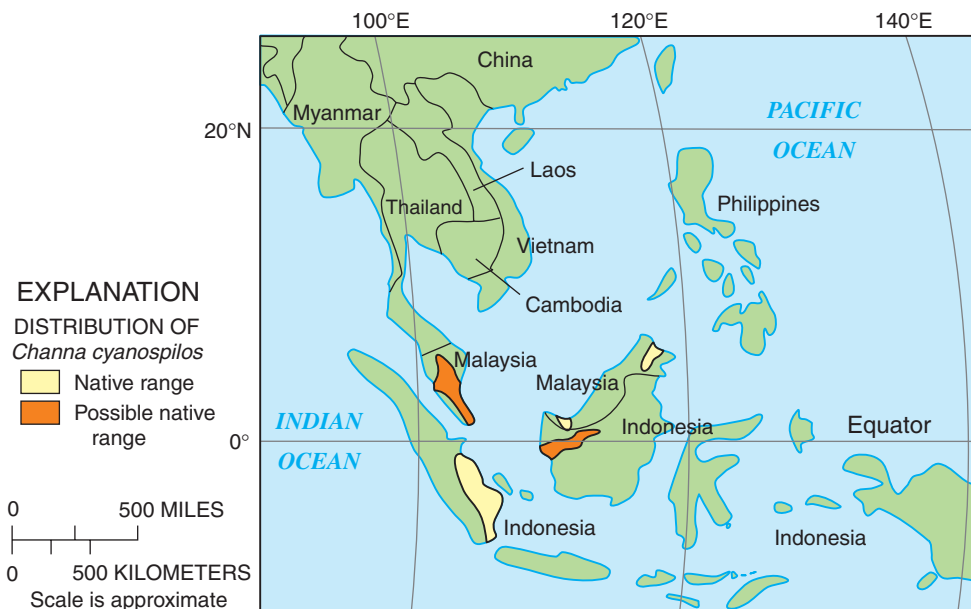 100°E
120°E
140°E
China
Myanmar
PACIFIC
20°N
OCEAN
Laos
Thailand
Philippines
Vietnam
EXPLANATION
Cambodia
DISTRIBUTION OF
Channa cyanospilos
Malaysia
Native range
Malaysia
Possible native
range
INDIAN
Indonesia
Equator
0°
OCEAN
0
500 MILES
Indonesia
Indonesia
0
500 KILOMETERS
Scale is approximate